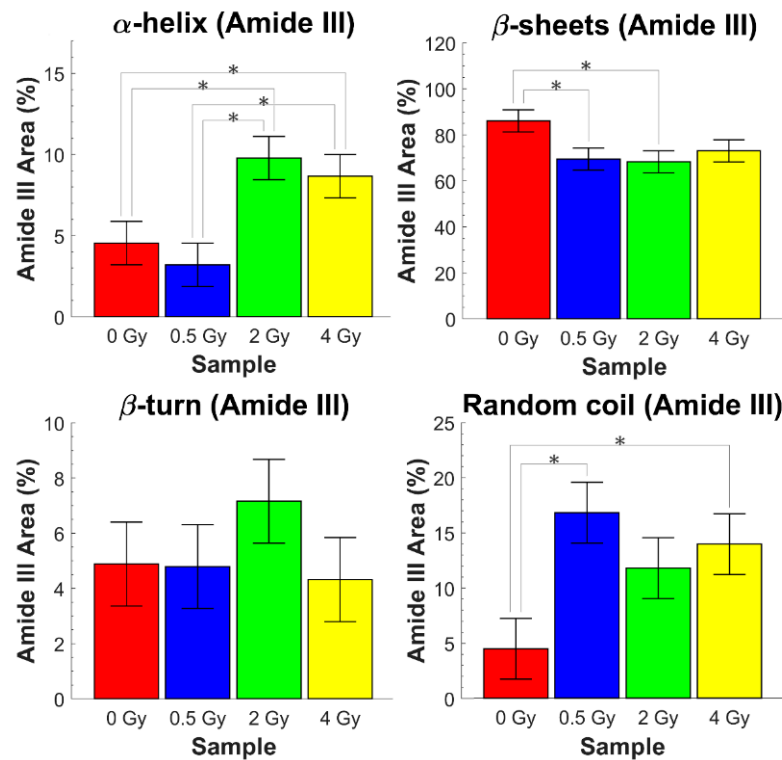 α-helix (Amide III)
Amide III Area (%)
15
10
5
0
*
*
*
*
0 Gy 0.5 Gy 2 Gy 4 Gy
Sample
β-sheets (Amide III)
Amide III Area (%)
120
100
80
60
40
20
0
*
*
0 Gy 0.5 Gy 2 Gy 4 Gy
Sample
β-turn (Amide III)
Amide III Area (%)
10
8
6
4
2
0
0 Gy 0.5 Gy 2 Gy 4 Gy
Sample
Random coil (Amide III)
Amide III Area (%)
25
20
15
10
5
0
*
*
0 Gy 0.5 Gy 2 Gy 4 Gy
Sample